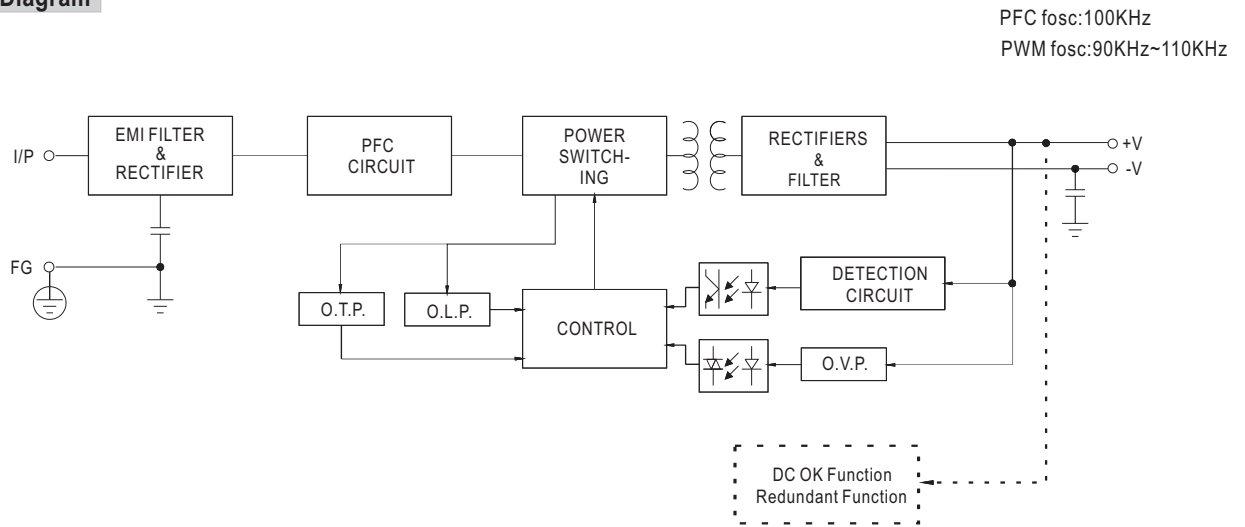 Diagram
PFC fosc:100KHz
PWM fosc:90KHz~110KHz
I/P
EMI FILTER
&
RECTIFIER
PFC
CIRCUIT
POWER
SWITCH-
ING
RECTIFIERS
&
FILTER
+V
-V
FG
O.T.P.
O.L.P.
CONTROL
DETECTION
CIRCUIT
O.V.P.
DC OK Function
Redundant Function